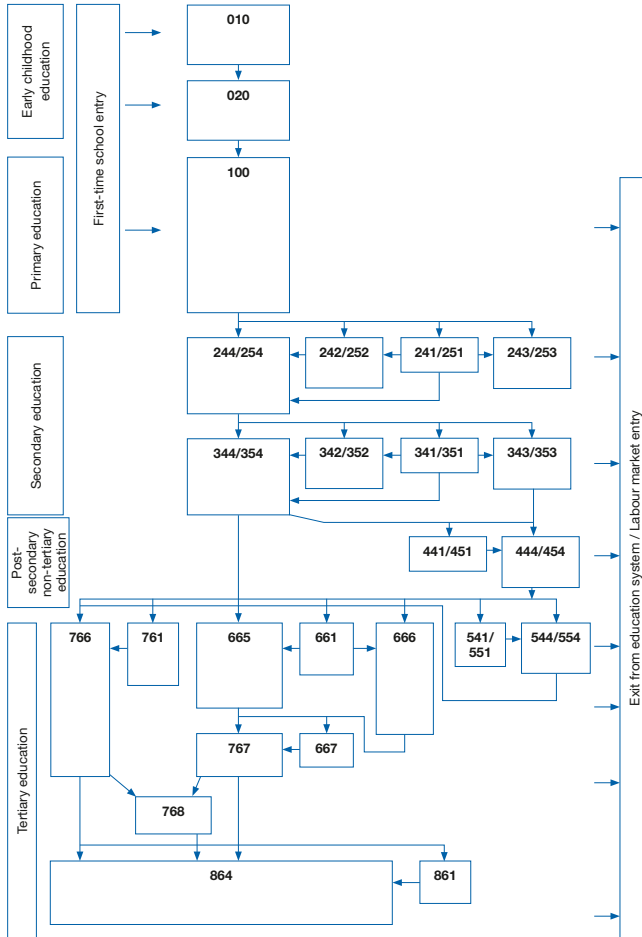 Early childhood
education
First-time school entry
010
020
Primary education
100
Secondary education
244/254
242/252
241/251
243/253
344/354
342/352
341/351
343/353
Post-
secondary
non-tertiary
education
441/451
444/454
Tertiary education
766
761
665
661
666
541/
551
544/554
767
667
768
864
861
Exit from education system / Labour market entry